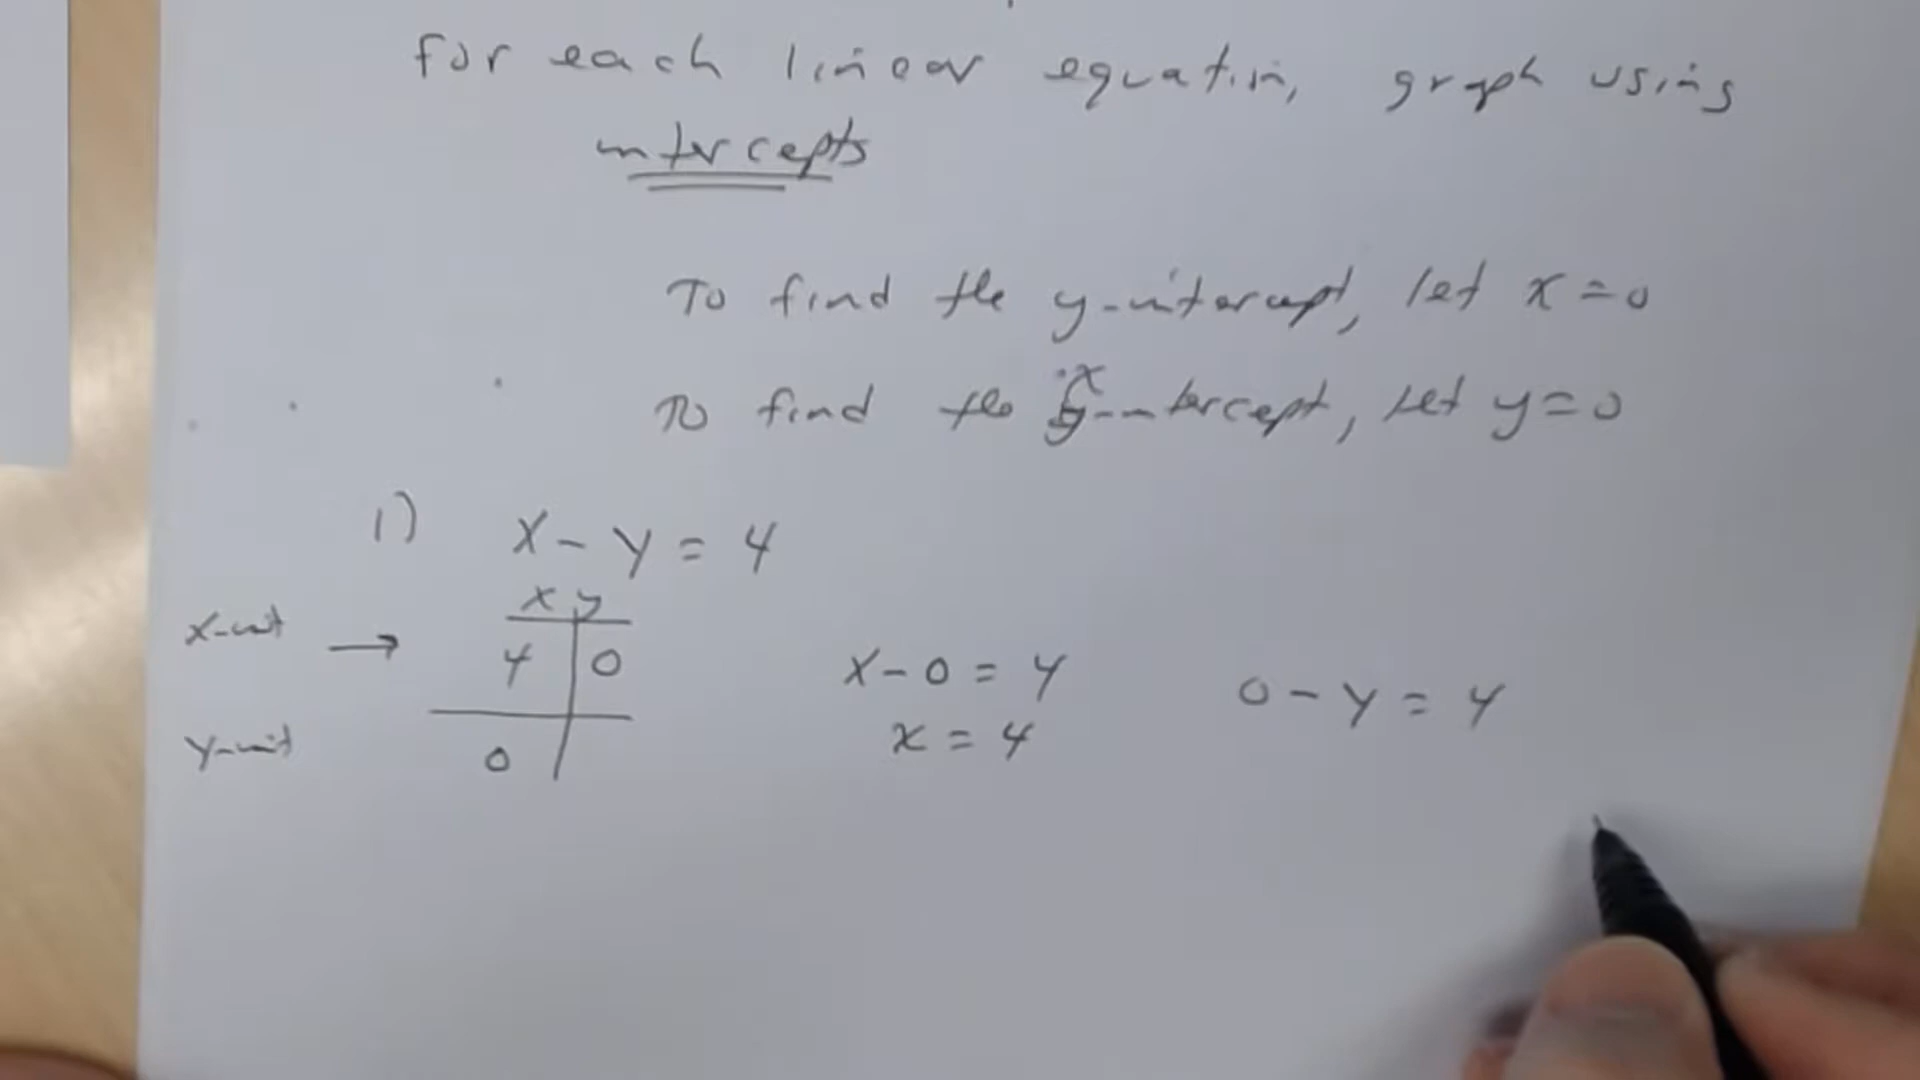 for each linear equation, graph using
intercepts
To find the y-intercept, let x = 0
To find the x-intercept, let y = 0
1) x - y = 4
x y
x-int → 4 0
y-int 0
x - 0 = 4
x = 4
0 - y = 4